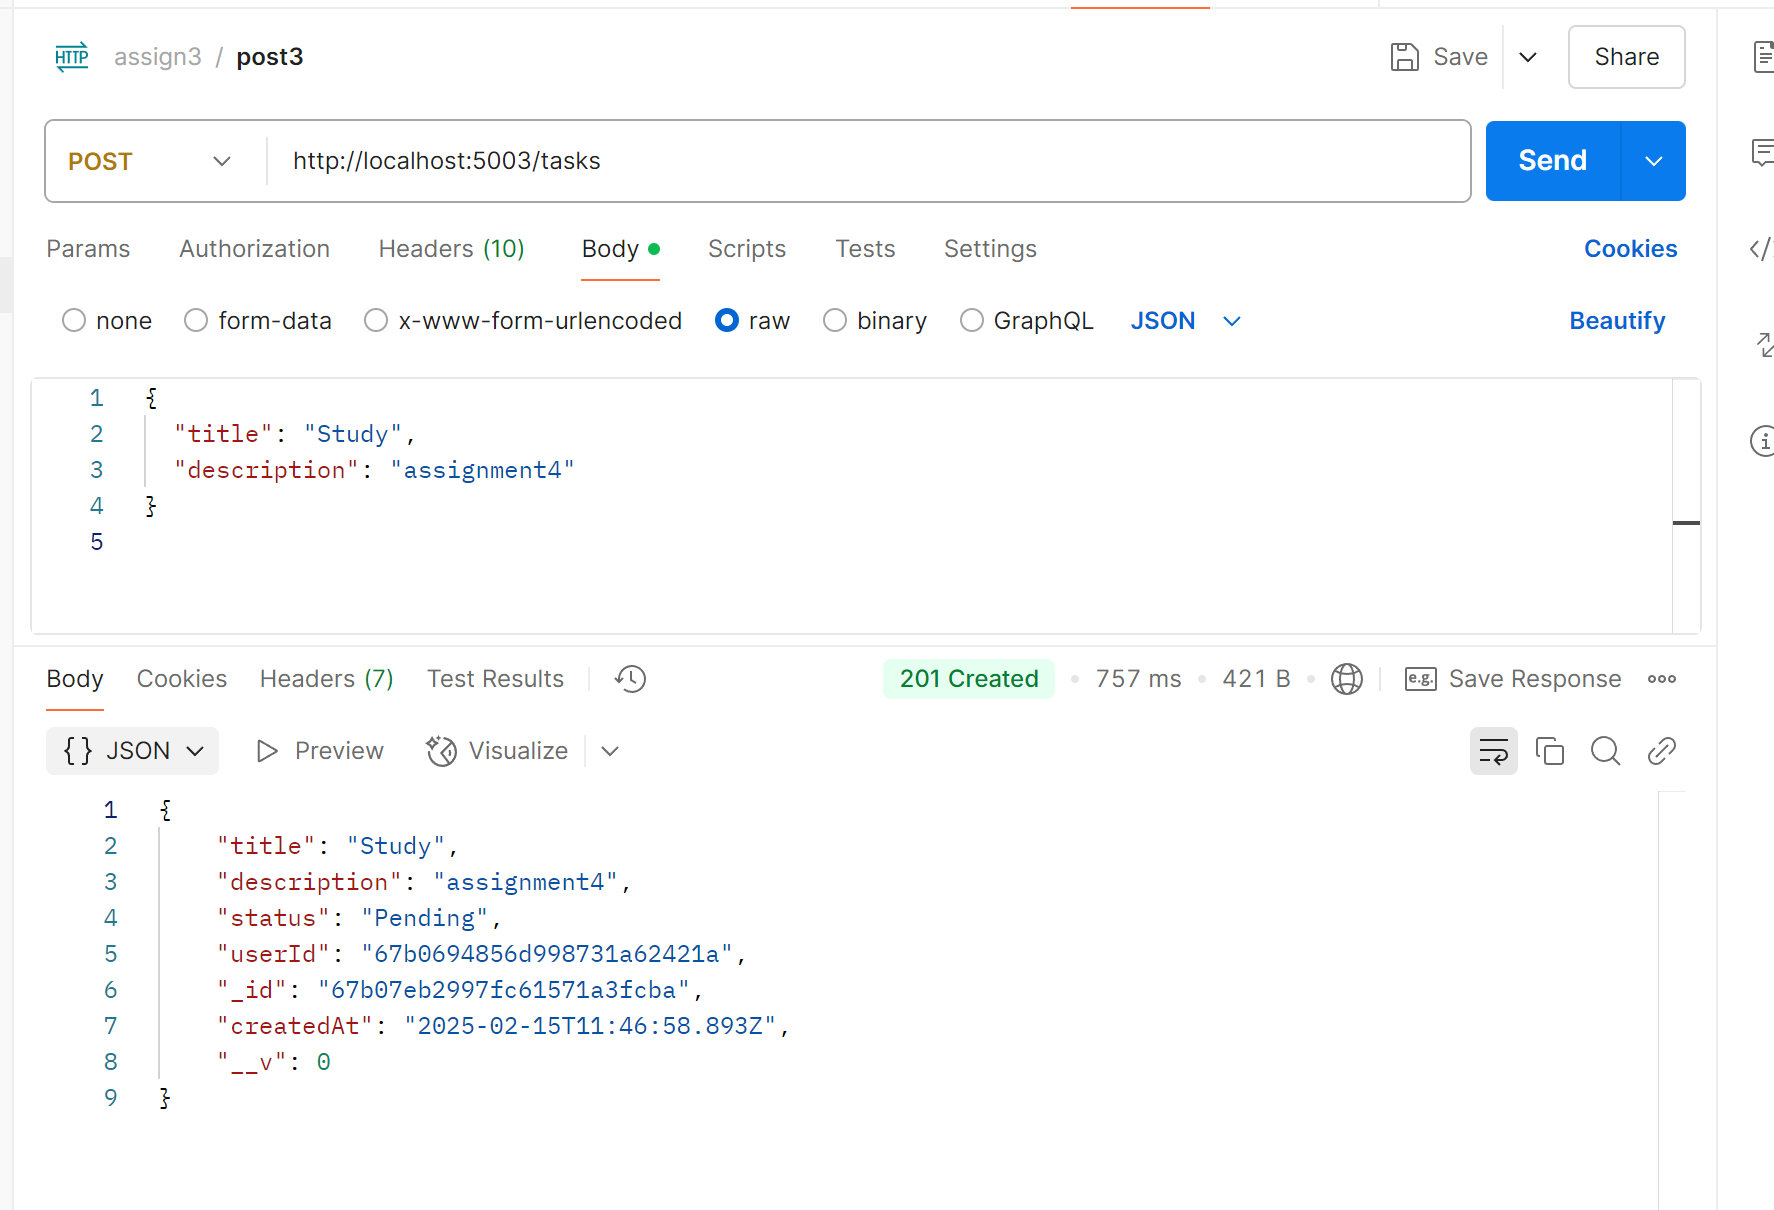 HTTP assign3 / post3 Save Share
POST http://localhost:5003/tasks Send
Params Authorization Headers (10) Body Scripts Tests Settings Cookies
none form-data x-www-form-urlencoded raw binary GraphQL JSON Beautify
1 {
2 "title": "Study",
3 "description": "assignment4"
4 }
5
Body Cookies Headers (7) Test Results 201 Created • 757 ms • 421 B • e.g. Save Response
{} JSON Preview Visualize
1 {
2 "title": "Study",
3 "description": "assignment4",
4 "status": "Pending",
5 "userId": "67b0694856d998731a62421a",
6 "_id": "67b07eb2997fc61571a3fcba",
7 "createdAt": "2025-02-15T11:46:58.893Z",
8 "__v": 0
9 }